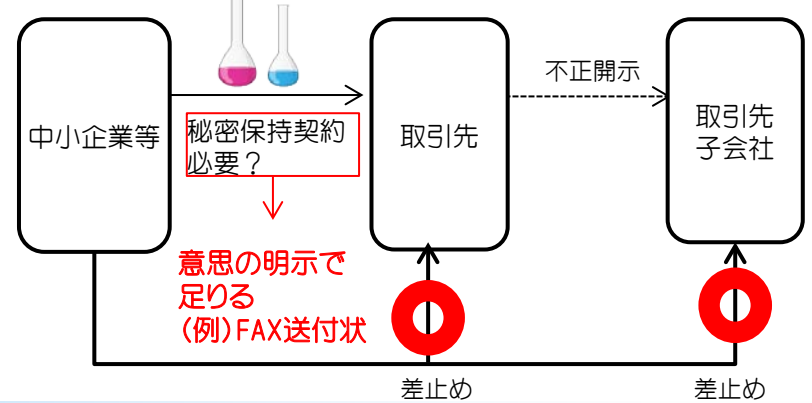 中小企業等
秘密保持契約
必要？
意思の明示で
足りる
(例)FAX送付状
取引先
不正開示
取引先
子会社
差止め
差止め